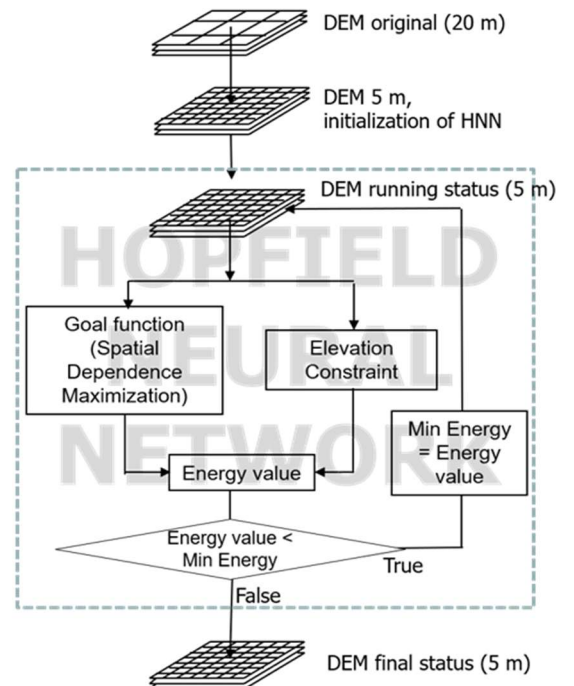 DEM original (20 m)
DEM 5 m,
initialization of HNN
DEM running status (5 m)
HOPFIELD
NEURAL
NETWORK
Goal function
(Spatial
Dependence
Maximization)
Elevation
Constraint
Min Energy
= Energy
value
Energy value
Energy value <
Min Energy
True
False
DEM final status (5 m)